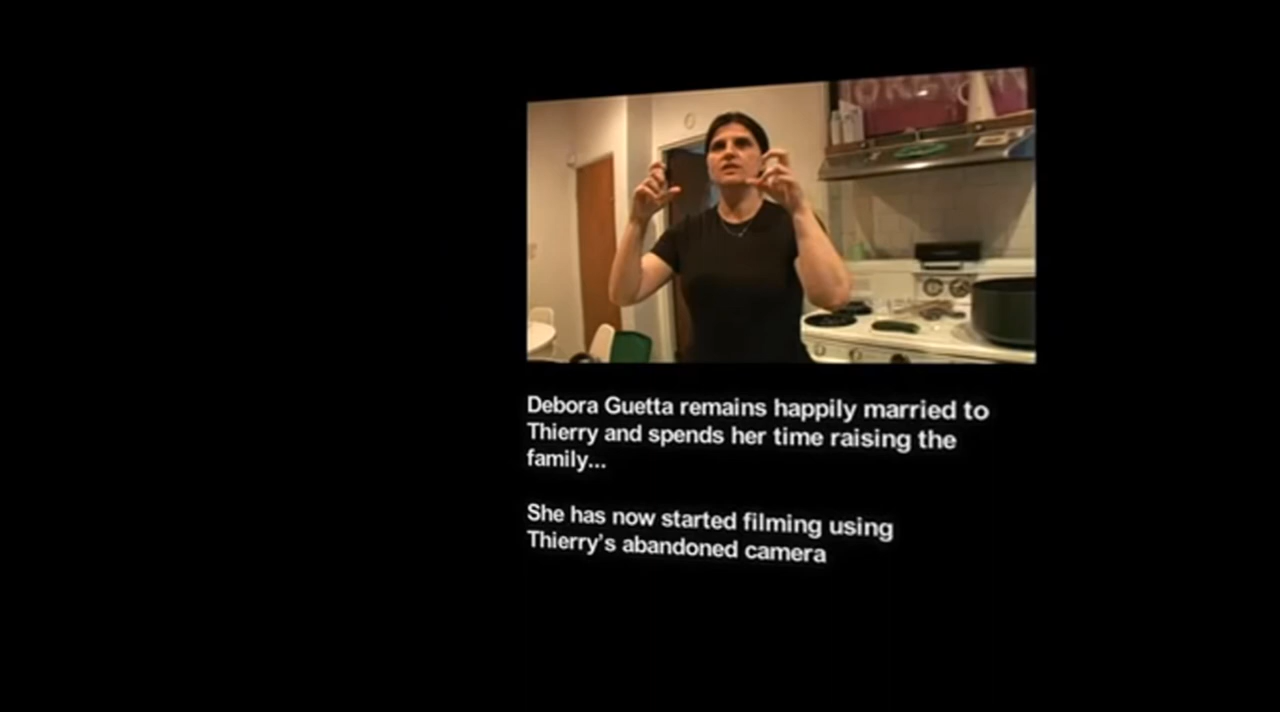 Debora Guetta remains happily married to
Thierry and spends her time raising the
family...
She has now started filming using
Thierry's abandoned camera